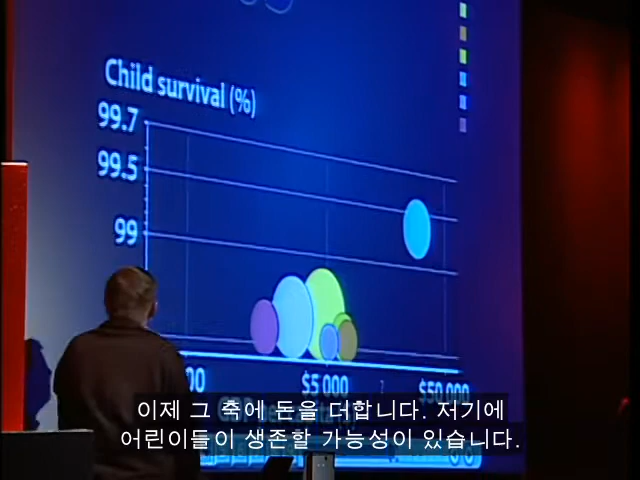 Child survival (%)
99.7
99.5
99
00 $5 000 $50 000
이제 그 축에 돈을 더합니다. 저기에
어린이들이 생존할 가능성이 있습니다.